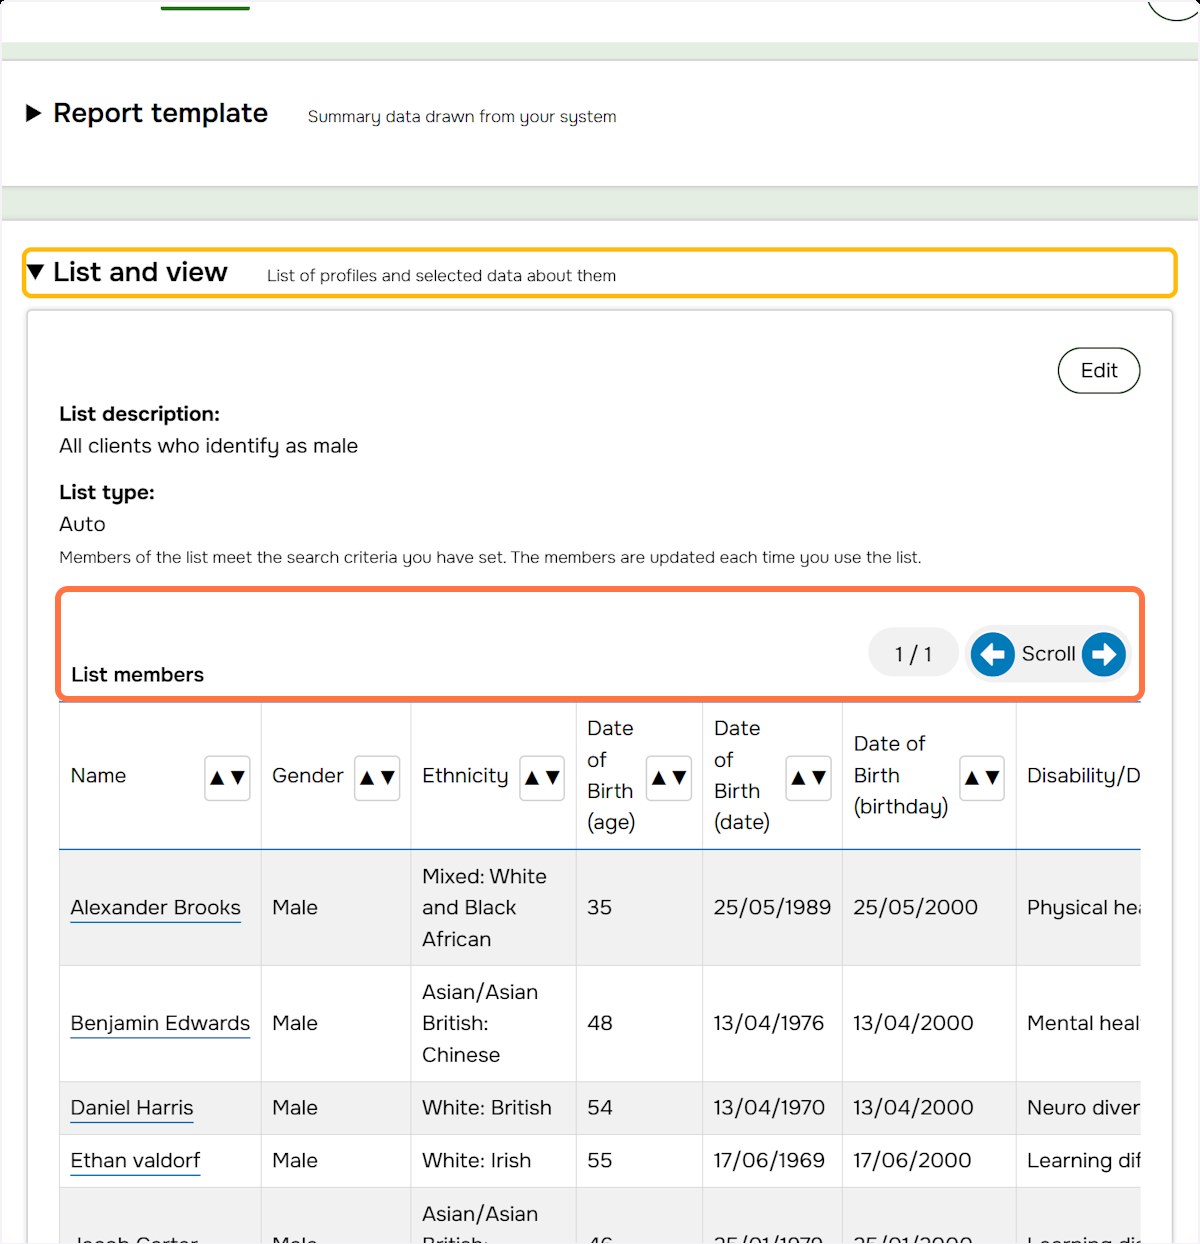 Report template Summary data drawn from your system
List and view List of profiles and selected data about them
Edit
List description:
All clients who identify as male
List type:
Auto
Members of the list meet the search criteria you have set. The members are updated each time you use the list.
1 / 1 Scroll
List members
Name ▲▼ Gender ▲▼ Ethnicity ▲▼ Date of Birth (age) ▲▼ Date of Birth (date) ▲▼ Date of Birth (birthday) ▲▼ Disability/D
Alexander Brooks Male Mixed: White and Black African 35 25/05/1989 25/05/2000 Physical hea
Benjamin Edwards Male Asian/Asian British: Chinese 48 13/04/1976 13/04/2000 Mental heal
Daniel Harris Male White: British 54 13/04/1970 13/04/2000 Neuro diver
Ethan valdorf Male White: Irish 55 17/06/1969 17/06/2000 Learning dif
Asian/Asian